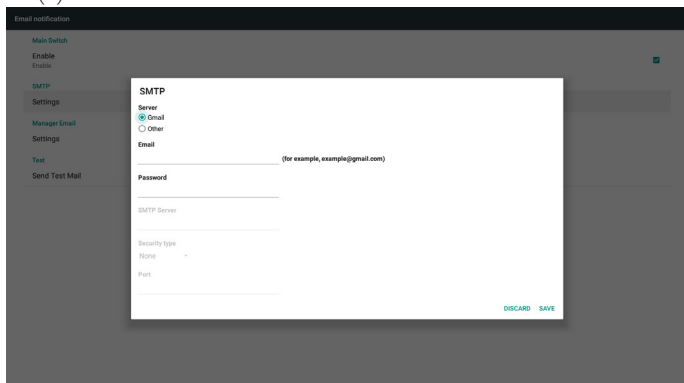 Email notification
Main Switch
Enable
Enable
SMTP
Settings
Manager Email
Settings
Test
Send Test Mail
SMTP
Server
Gmail
Other
Email
(for example, example@gmail.com)
Password
SMTP Server
Security type
None
Port
DISCARD SAVE